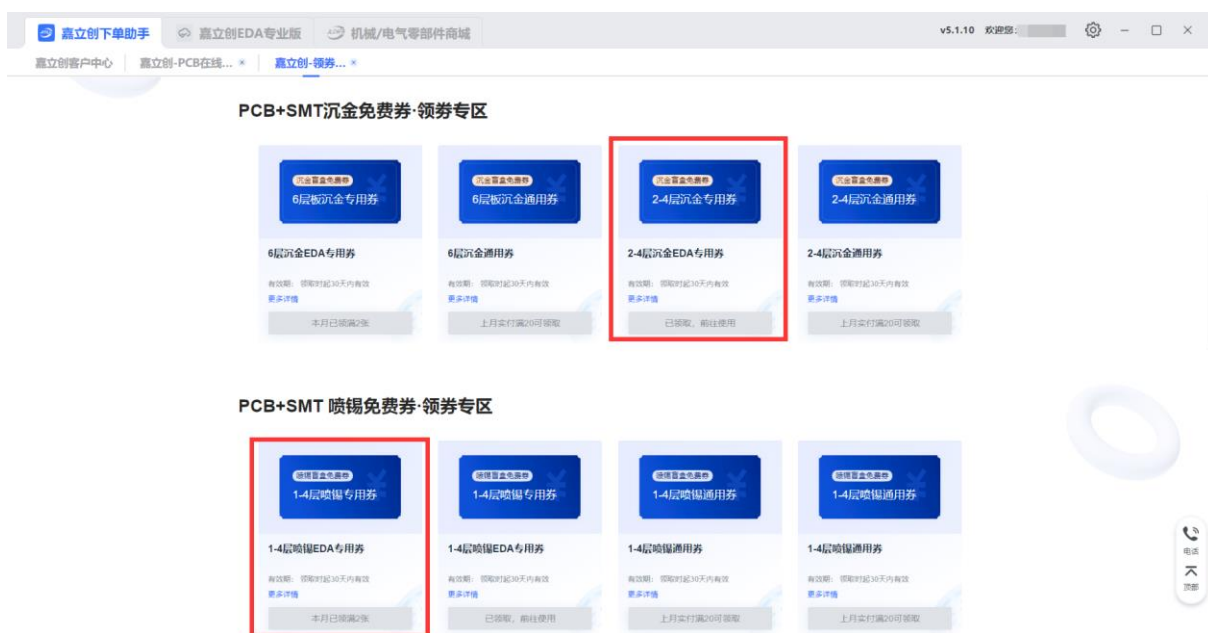 嘉立创下单助手 嘉立创EDA专业版 机械/电气零部件商城 v5.1.10 欢迎您:
嘉立创客户中心 嘉立创-PCB在线... × 嘉立创-领券... ×
PCB+SMT沉金免费券·领券专区
沉金盲盒免费券 沉金盲盒免费券 沉金盲盒免费券 沉金盲盒免费券
6层板沉金专用券 6层板沉金通用券 2-4层沉金专用券 2-4层沉金通用券
6层沉金EDA专用券 6层沉金通用券 2-4层沉金EDA专用券 2-4层沉金通用券
有效期: 领取时起30天内有效 有效期: 领取时起30天内有效 有效期: 领取时起30天内有效 有效期: 领取时起30天内有效
更多详情 更多详情 更多详情 更多详情
本月已领满2张 上月实付满20可领取 已领取，前往使用 上月实付满20可领取
PCB+SMT 喷锡免费券·领券专区
喷锡盲盒免费券 喷锡盲盒免费券 喷锡盲盒免费券 喷锡盲盒免费券
1-4层喷锡专用券 1-4层喷锡专用券 1-4层喷锡通用券 1-4层喷锡通用券
1-4层喷锡EDA专用券 1-4层喷锡EDA专用券 1-4层喷锡通用券 1-4层喷锡通用券
有效期: 领取时起30天内有效 有效期: 领取时起30天内有效 有效期: 领取时起30天内有效 有效期: 领取时起30天内有效
更多详情 更多详情 更多详情 更多详情
本月已领满2张 已领取，前往使用 上月实付满20可领取 上月实付满20可领取
电话
顶部